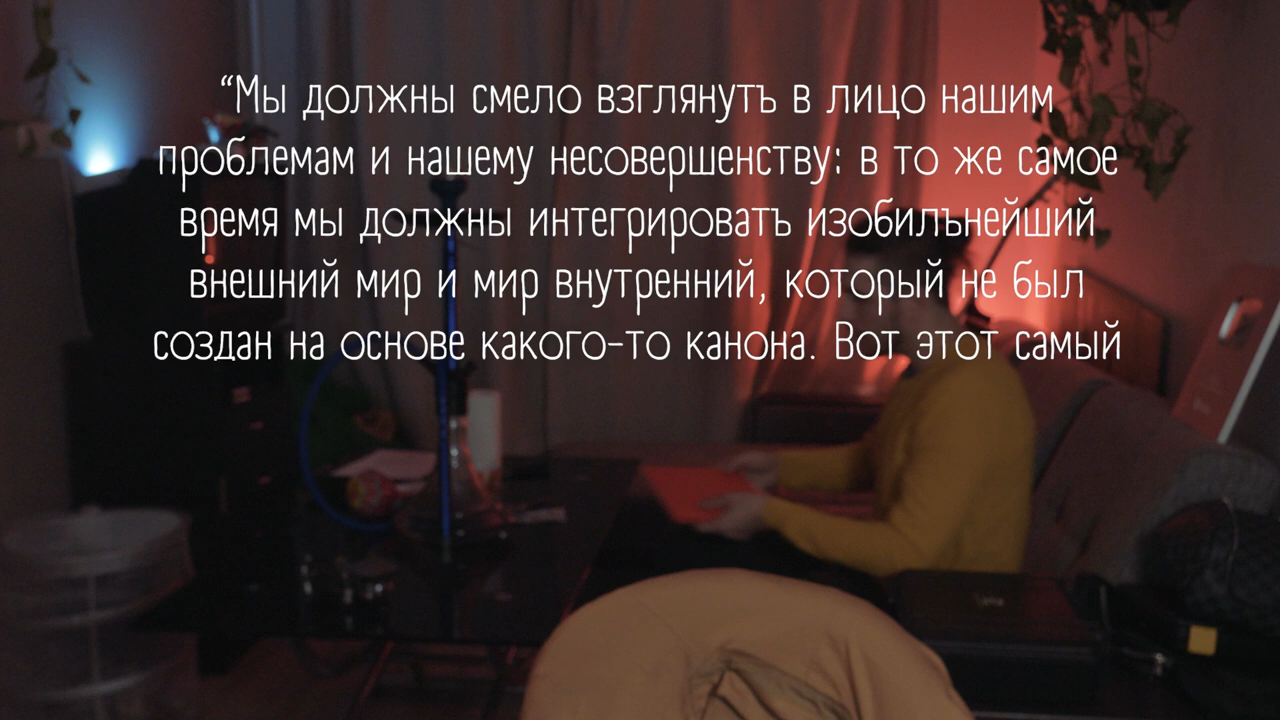 “Мы должны смело взглянуть в лицо нашим
проблемам и нашему несовершенству: в то же самое
время мы должны интегрировать изобильнейший
внешний мир и мир внутренний, который не был
создан на основе какого-то канона. Вот этот самый